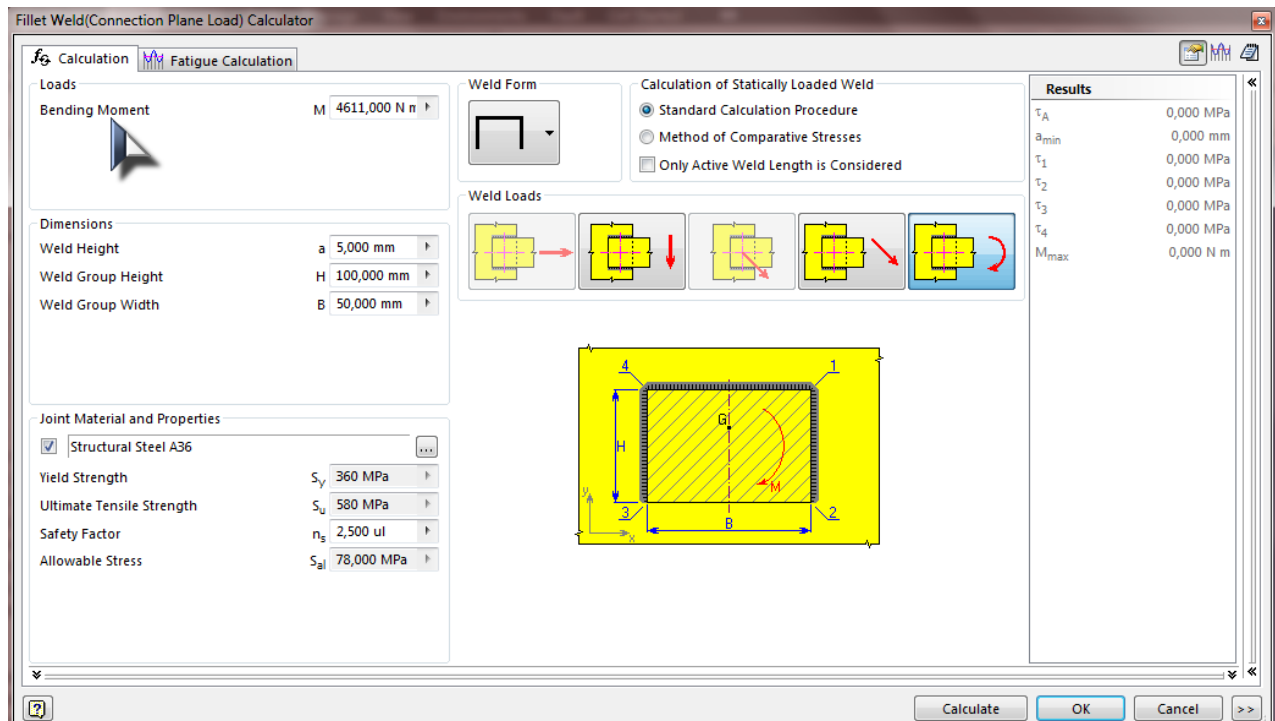 Fillet Weld(Connection Plane Load) Calculator
Calculation
Fatigue Calculation
Loads
Bending Moment M 4611,000 N m
Dimensions
Weld Height a 5,000 mm
Weld Group Height H 100,000 mm
Weld Group Width B 50,000 mm
Joint Material and Properties
Structural Steel A36 ...
Yield Strength Sy 360 MPa
Ultimate Tensile Strength Su 580 MPa
Safety Factor ns 2,500 ul
Allowable Stress Sal 78,000 MPa
Weld Form
Calculation of Statically Loaded Weld
Standard Calculation Procedure
Method of Comparative Stresses
Only Active Weld Length is Considered
Weld Loads
4 1
G
H
M
y
3 B 2
x
Results
τA 0,000 MPa
amin 0,000 mm
τ1 0,000 MPa
τ2 0,000 MPa
τ3 0,000 MPa
τ4 0,000 MPa
Mmax 0,000 N m
Calculate OK Cancel >>